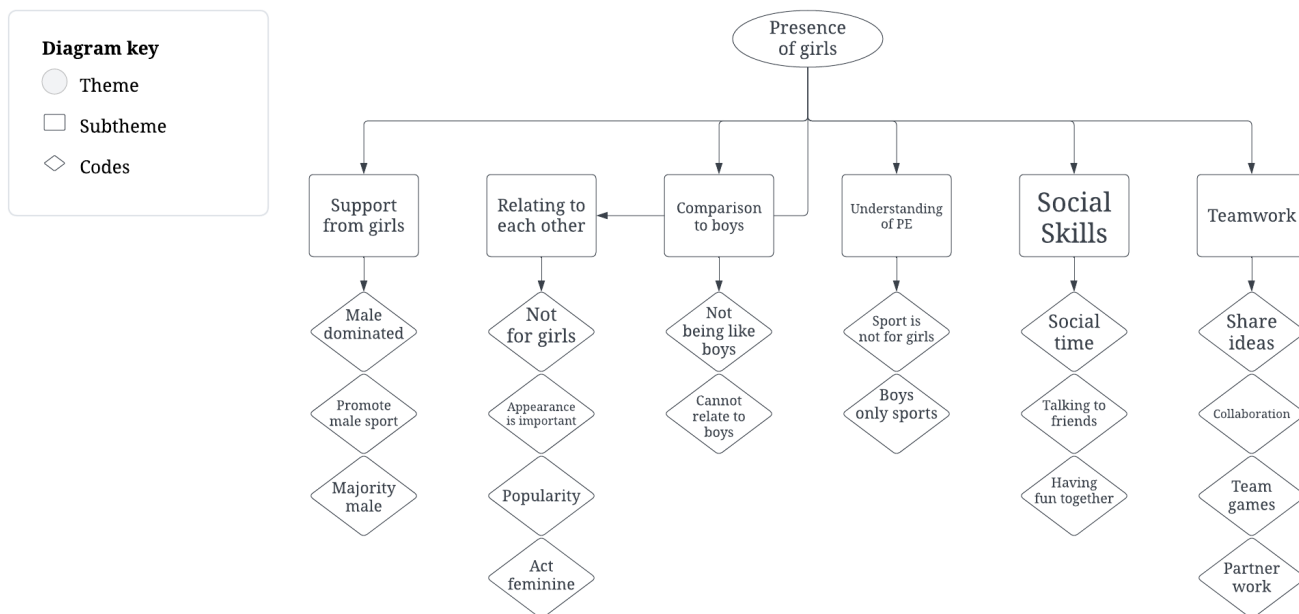 Diagram key
Theme
Subtheme
Codes
Presence
of girls
Support
from girls
Male
dominated
Promote
male sport
Majority
male
Relating to
each other
Not
for girls
Appearance
is important
Popularity
Act
feminine
Comparison
to boys
Not
being like
boys
Cannot
relate to
boys
Understanding
of PE
Sport is
not for girls
Boys
only sports
Social
Skills
Social
time
Talking to
friends
Having
fun together
Teamwork
Share
ideas
Collaboration
Team
games
Partner
work